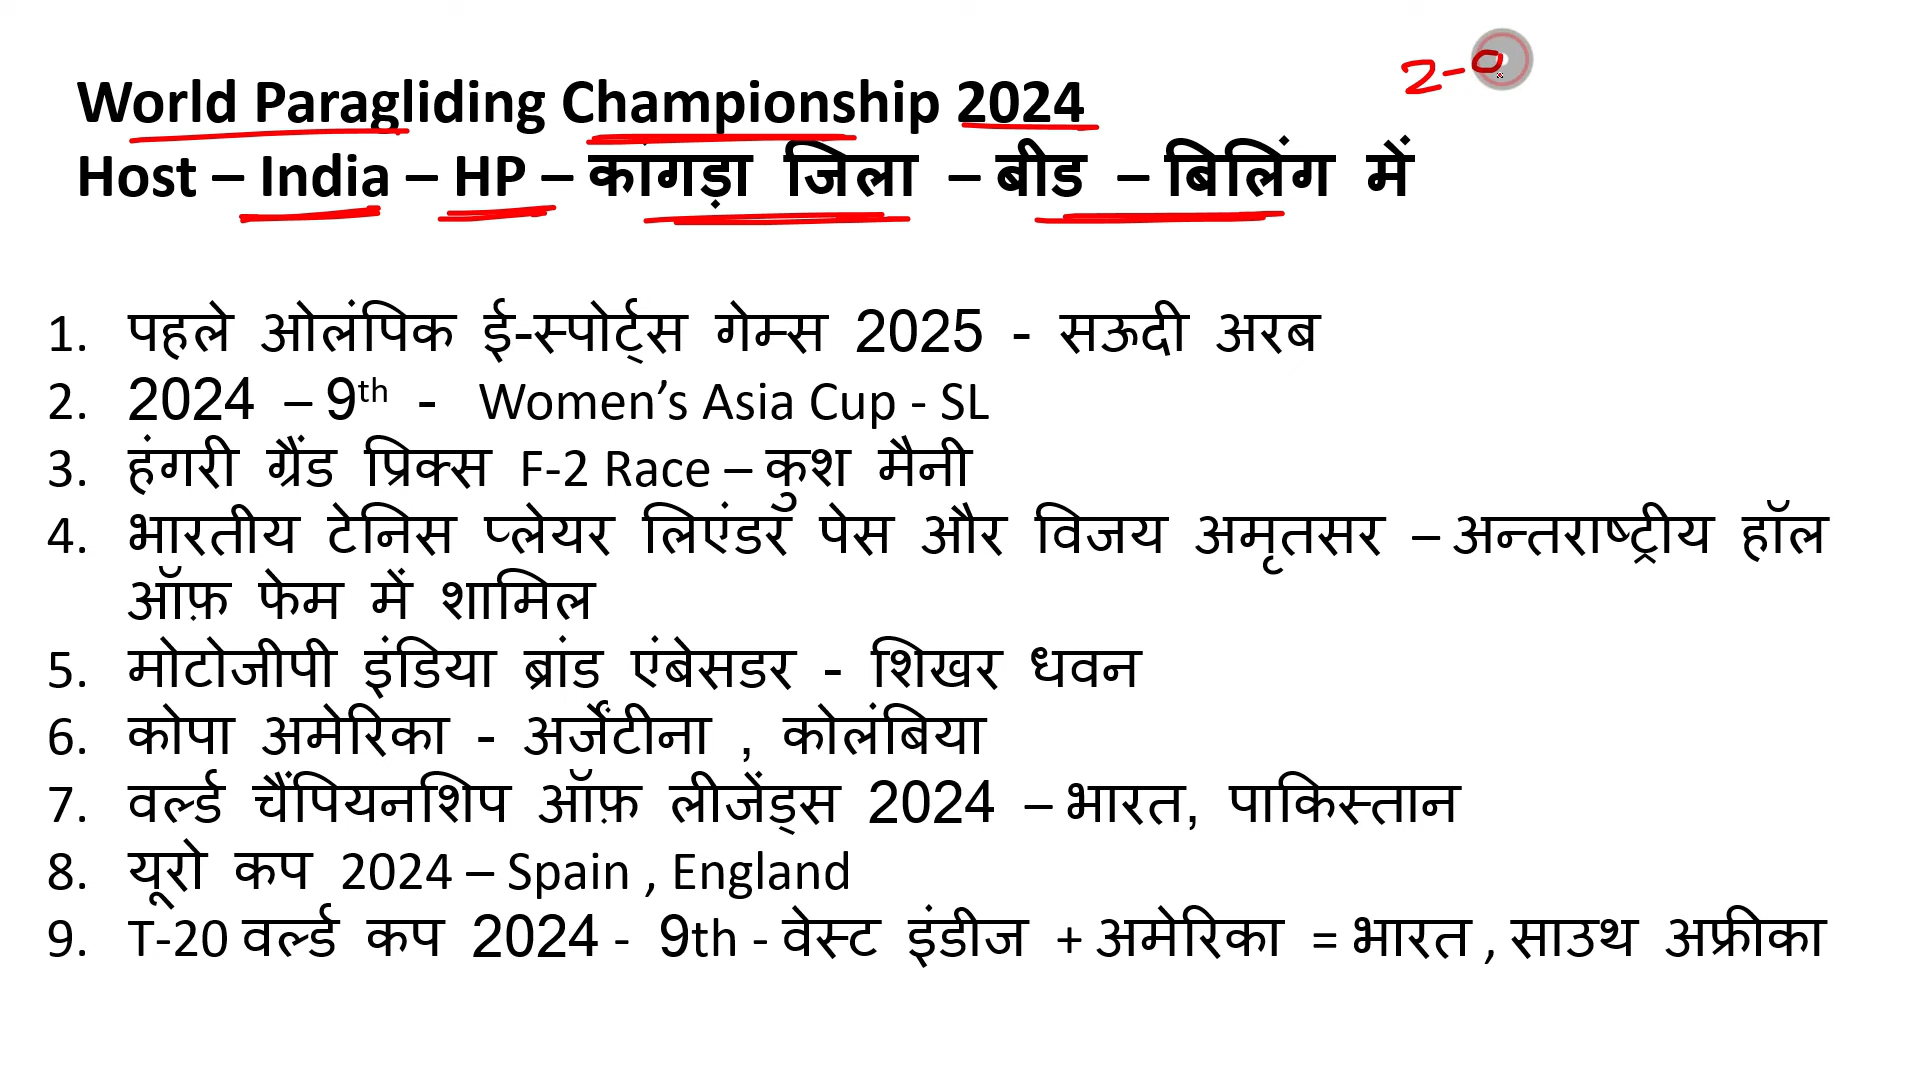 2-0
World Paragliding Championship 2024
Host – India – HP – कांगड़ा जिला – बीड – बिलिंग में
1. पहले ओलंपिक ई-स्पोर्ट्स गेम्स 2025 - सऊदी अरब
2. 2024 – 9th - Women’s Asia Cup - SL
3. हंगरी ग्रैंड प्रिक्स F-2 Race – कुश मैनी
4. भारतीय टेनिस प्लेयर लिएंडर पेस और विजय अमृतसर – अन्तराष्ट्रीय हॉल
ऑफ़ फेम में शामिल
5. मोटोजीपी इंडिया ब्रांड एंबेसडर - शिखर धवन
6. कोपा अमेरिका - अर्जेंटीना , कोलंबिया
7. वर्ल्ड चैंपियनशिप ऑफ़ लीजेंड्स 2024 – भारत, पाकिस्तान
8. यूरो कप 2024 – Spain , England
9. T-20 वर्ल्ड कप 2024 - 9th - वेस्ट इंडीज + अमेरिका = भारत , साउथ अफ्रीका